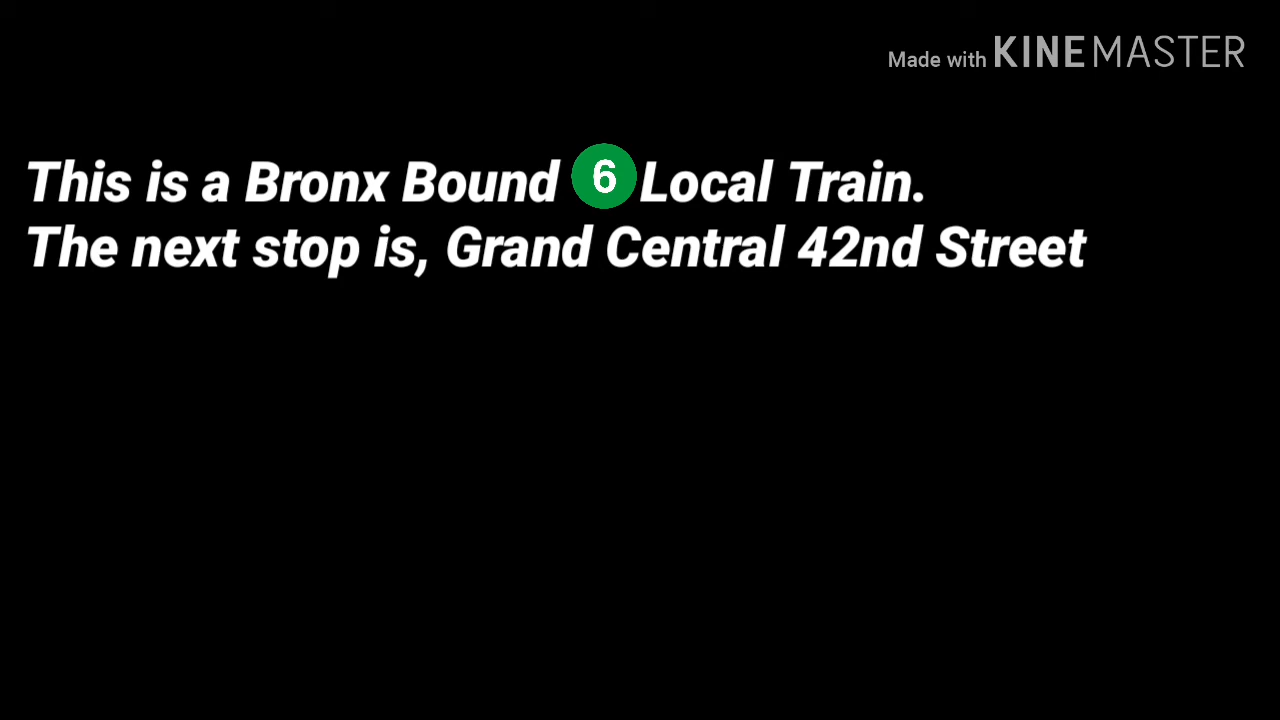 Made with KINEMASTER
This is a Bronx Bound 6 Local Train.
The next stop is, Grand Central 42nd Street